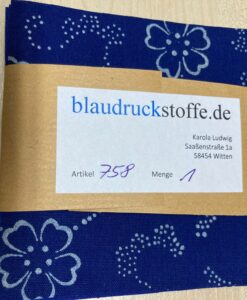 blaudruckstoffe.de
Karola Ludwig
Saaßenstraße 1a
58454 Witten
Artikel 758 Menge 1